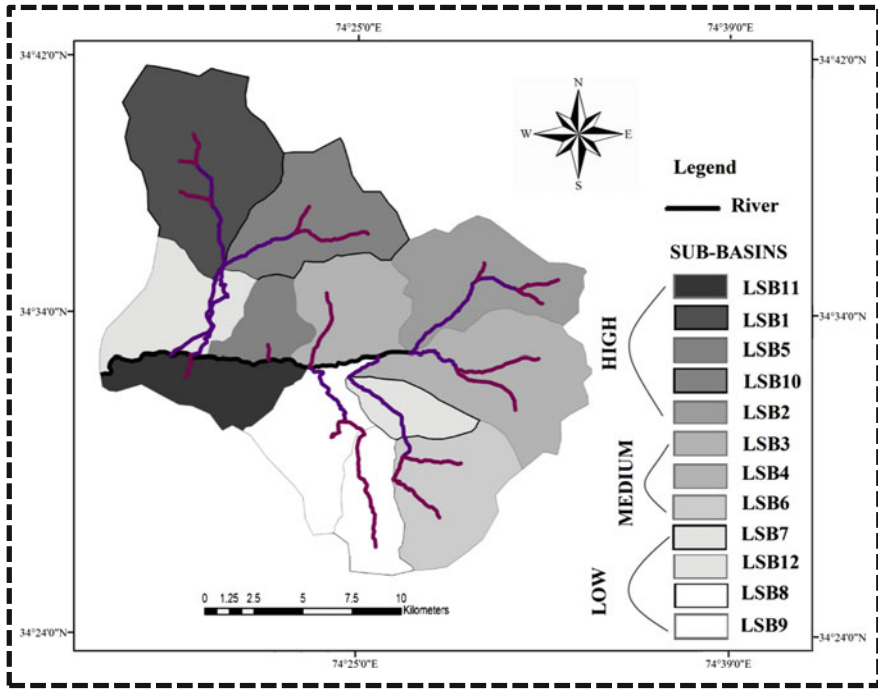 74°25'0"E 74°39'0"E
34°42'0"N 34°42'0"N
N
W E
S
Legend
River
SUB-BASINS
HIGH
LSB11
LSB1
LSB5
LSB10
LSB2
MEDIUM
LSB3
LSB4
LSB6
LOW
LSB7
LSB12
LSB8
LSB9
34°34'0"N 34°34'0"N
0 1.25 2.5 5 7.5 10
Kilometers
34°24'0"N 34°24'0"N
74°25'0"E 74°39'0"E